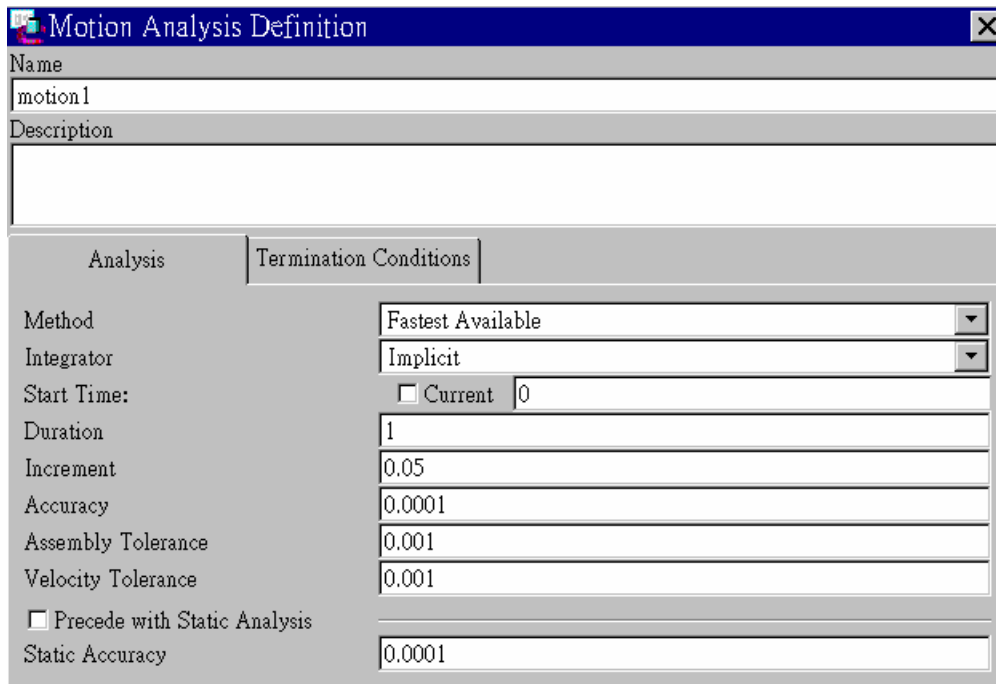 Motion Analysis Definition
Name
motion1
Description
Analysis
Termination Conditions
Method Fastest Available
Integrator Implicit
Start Time: Current 0
Duration 1
Increment 0.05
Accuracy 0.0001
Assembly Tolerance 0.001
Velocity Tolerance 0.001
Precede with Static Analysis
Static Accuracy 0.0001